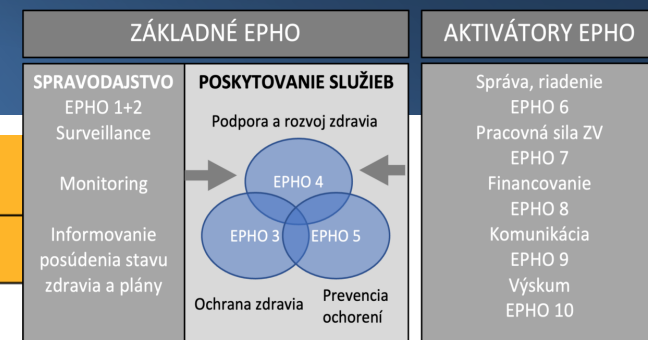 ZÁKLADNÉ EPHO
SPRAVODAJSTVO
EPHO 1+2
Surveillance
Monitoring
Informovanie
posúdenia stavu
zdravia a plány
POSKYTOVANIE SLUŽIEB
Podpora a rozvoj zdravia
EPHO 4
EPHO 3
EPHO 5
Ochrana zdravia
Prevencia
ochorení
AKTIVÁTORY EPHO
Správa, riadenie
EPHO 6
Pracovná sila ZV
EPHO 7
Financovanie
EPHO 8
Komunikácia
EPHO 9
Výskum
EPHO 10